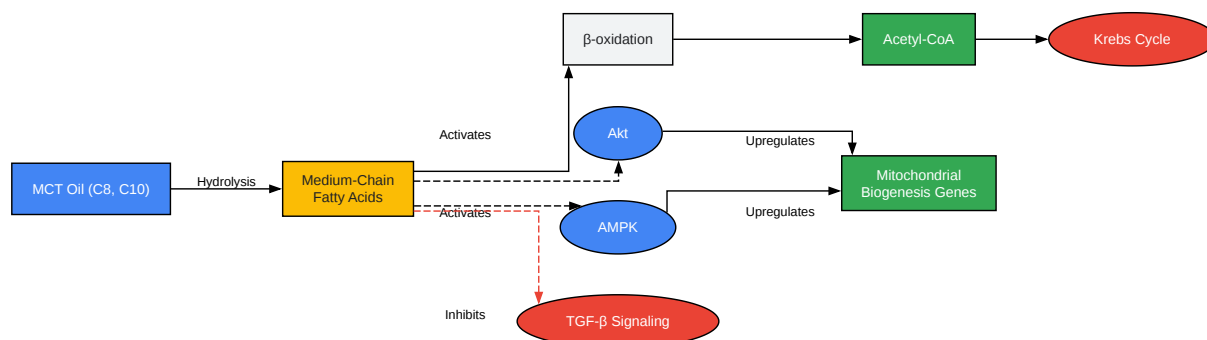 β-oxidation
Acetyl-CoA
Krebs Cycle
Activates
Akt
Upregulates
MCT Oil (C8, C10)
Hydrolysis
Medium-Chain
Fatty Acids
Mitochondrial
Biogenesis Genes
Activates
AMPK
Upregulates
Inhibits
TGF-β Signaling